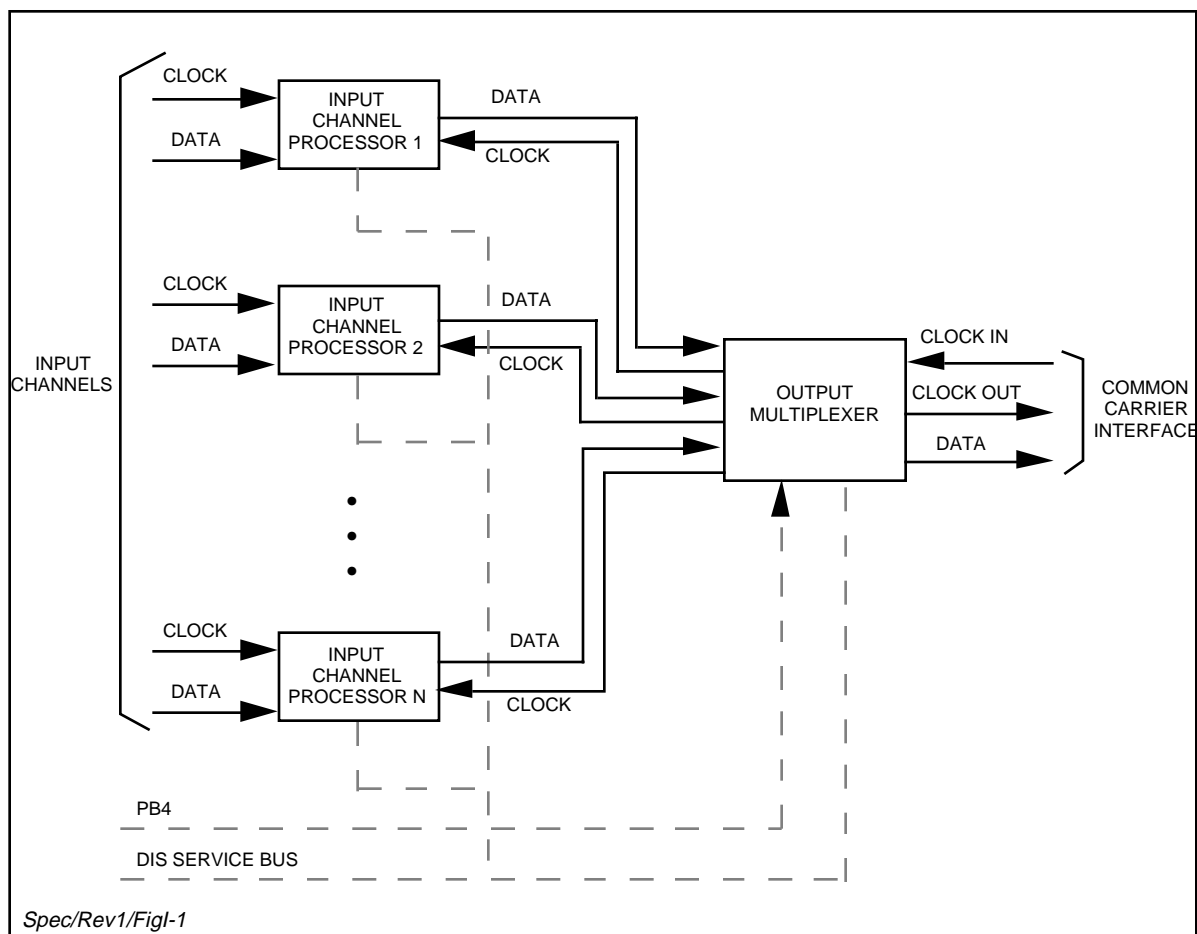 CLOCK
DATA
INPUT
CHANNEL
PROCESSOR 1
DATA
CLOCK
CLOCK
DATA
INPUT
CHANNEL
PROCESSOR 2
DATA
CLOCK
INPUT
CHANNELS
OUTPUT
MULTIPLEXER
CLOCK IN
CLOCK OUT
DATA
COMMON
CARRIER
INTERFACE
CLOCK
DATA
INPUT
CHANNEL
PROCESSOR N
DATA
CLOCK
PB4
DIS SERVICE BUS
Spec/Rev1/FigI-1